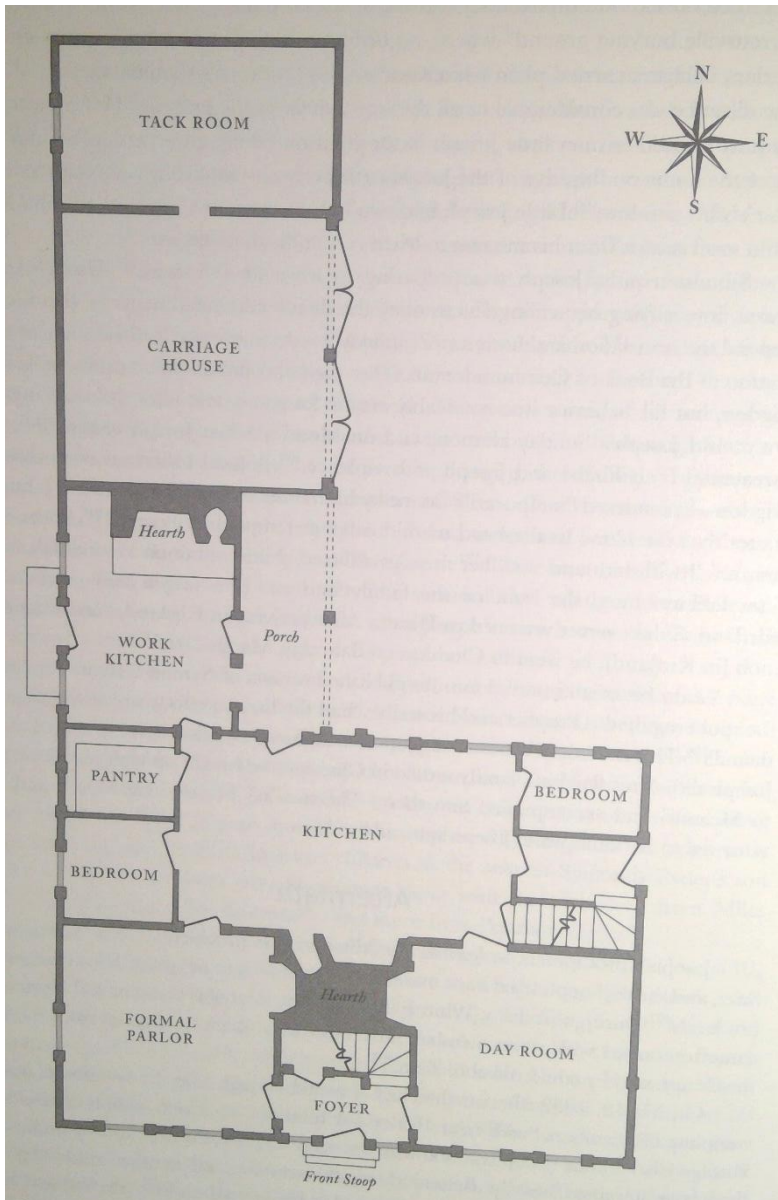 N
TACK ROOM
W
E
S
CARRIAGE
HOUSE
Hearth
WORK
KITCHEN
Porch
PANTRY
BEDROOM
KITCHEN
BEDROOM
Hearth
FORMAL
PARLOR
DAY ROOM
FOYER
Front Stoop